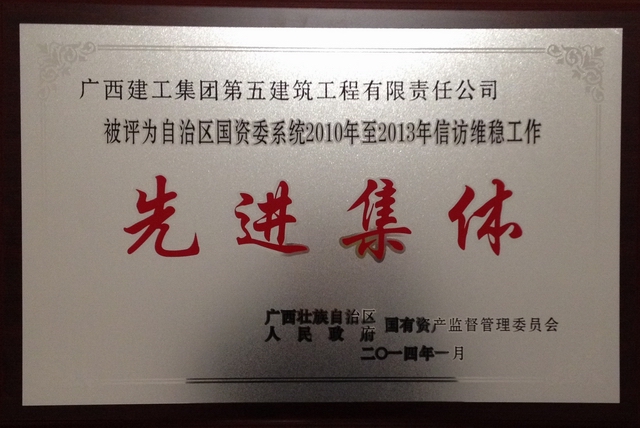 广西建工集团第五建筑工程有限责任公司
被评为自治区国资委系统2010年至2013年信访维稳工作
先进集体
广西壮族自治区
人民政府
国有资产监督管理委员会
二〇一四年一月